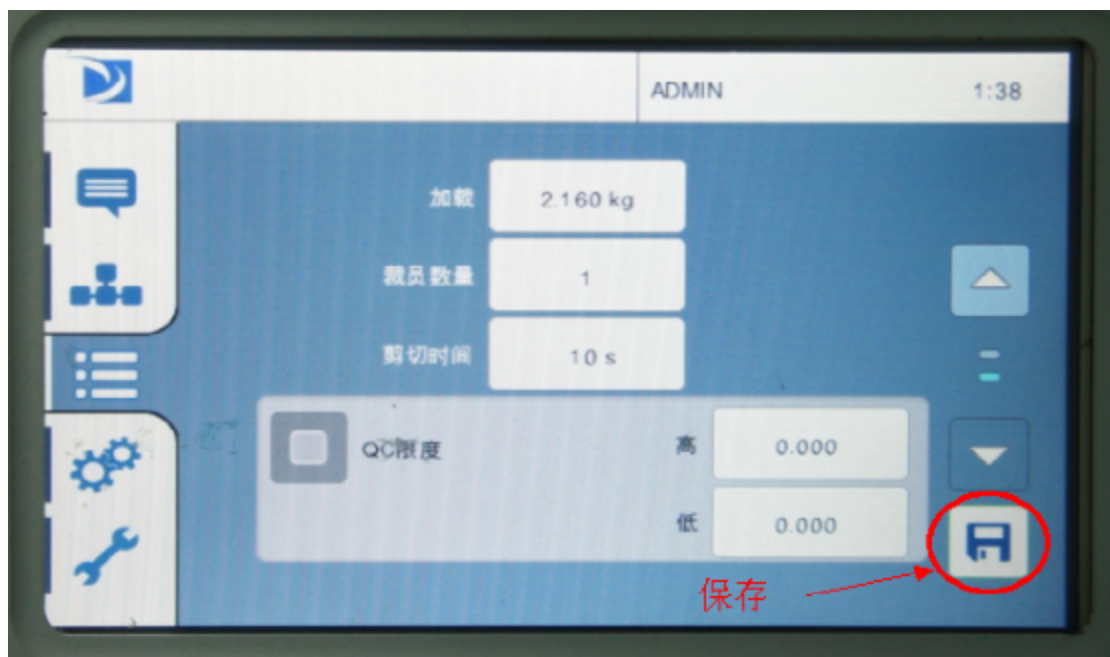 ADMIN 1:38
加载 2.160 kg
裁员数量 1
剪切时间 10 s
QC限度 高 0.000
低 0.000
保存